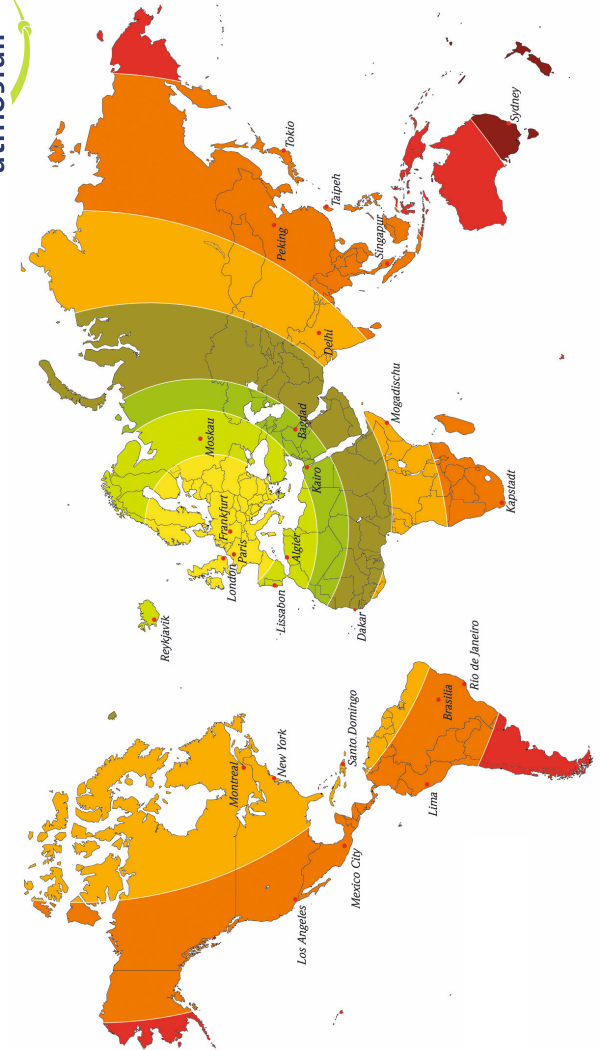 atmosfair
Reykjavik
Moskau
Frankfurt
London
Montreal
Paris
New York
Lissabon
Peking
Tokio
Algier
Los Angeles
Bagdad
Kairo
Delhi
Taipeh
Santo Domingo
Mexico City
Dakar
Singapur
Mogadischu
Lima
Brasilia
Rio de Janeiro
Kapstadt
Sydney